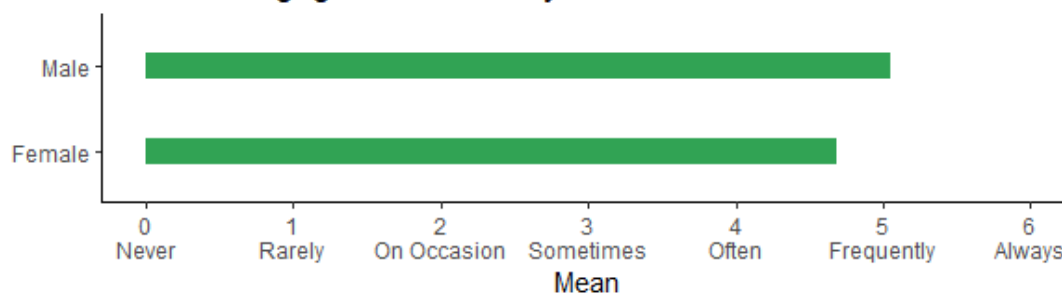 Male
Female
0 1 2 3 4 5 6
Never Rarely On Occasion Sometimes Often Frequently Always
Mean